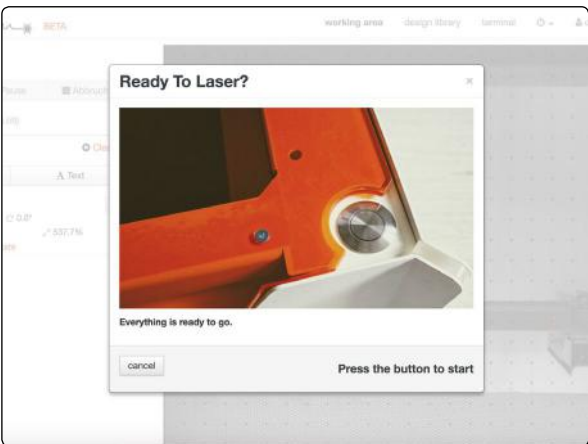 BETA
working area design library terminal
Ready To Laser? ×
Pause Abbruch
A Text
0.0°
537.7%
Everything is ready to go.
cancel
Press the button to start